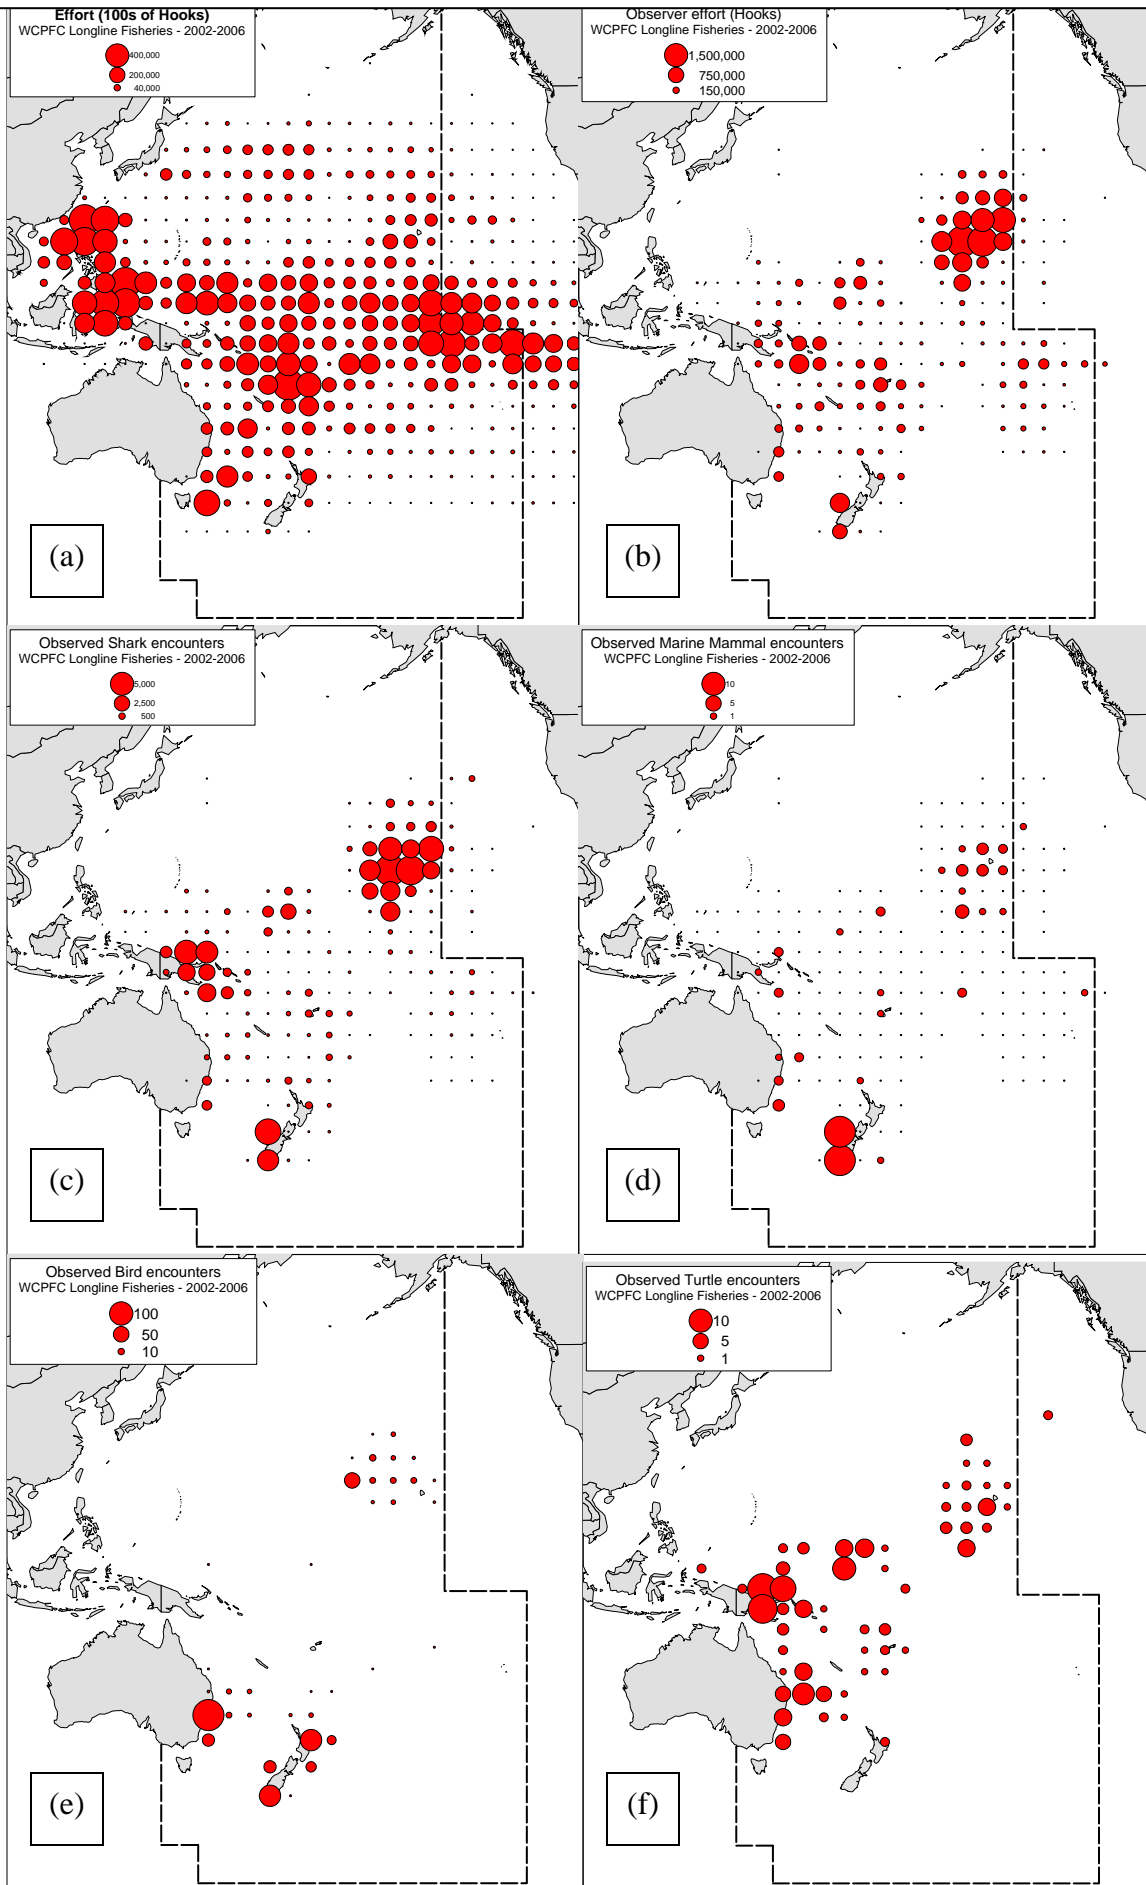 Effort (100s of Hooks)
WCPFC Longline Fisheries - 2002-2006
400,000
200,000
40,000
(a)
Observer effort (Hooks)
WCPFC Longline Fisheries - 2002-2006
1,500,000
750,000
150,000
(b)
Observed Shark encounters
WCPFC Longline Fisheries - 2002-2006
5,000
2,500
500
(c)
Observed Marine Mammal encounters
WCPFC Longline Fisheries - 2002-2006
10
5
1
(d)
Observed Bird encounters
WCPFC Longline Fisheries - 2002-2006
100
50
10
(e)
Observed Turtle encounters
WCPFC Longline Fisheries - 2002-2006
10
5
1
(f)